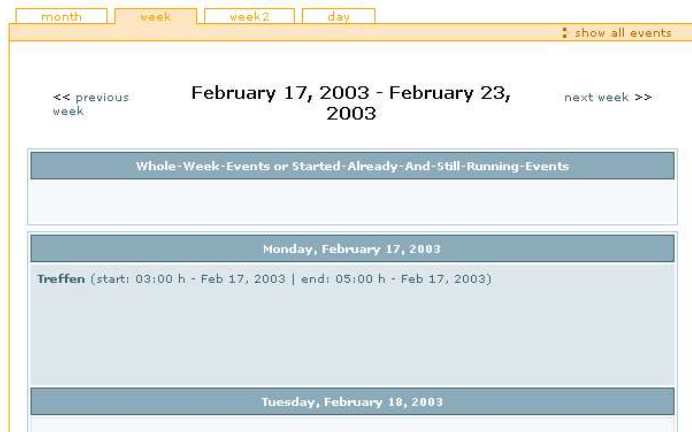 month week week2 day
show all events
<< previous week
February 17, 2003 - February 23, 2003
next week >>
Whole-Week-Events or Started-Already-And-Still-Running-Events
Monday, February 17, 2003
Treffen (start: 03:00 h - Feb 17, 2003 | end: 05:00 h - Feb 17, 2003)
Tuesday, February 18, 2003